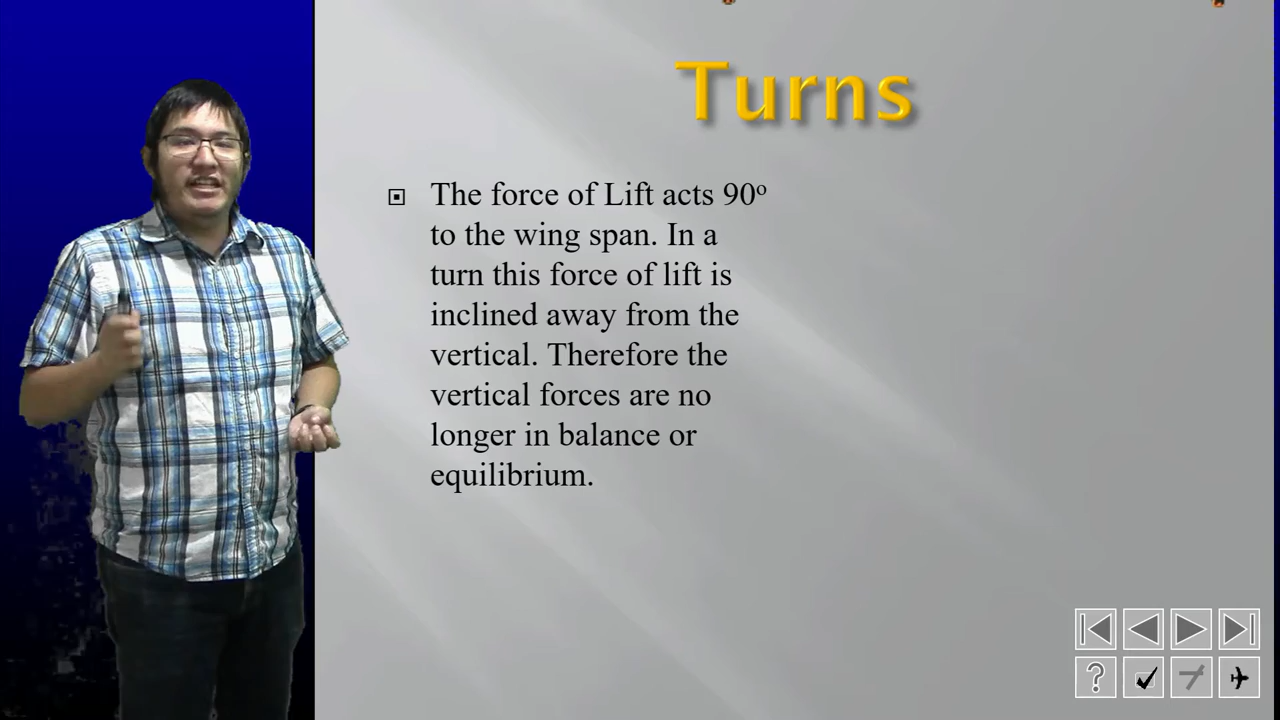 Turns
The force of Lift acts 90º
to the wing span. In a
turn this force of lift is
inclined away from the
vertical. Therefore the
vertical forces are no
longer in balance or
equilibrium.
?